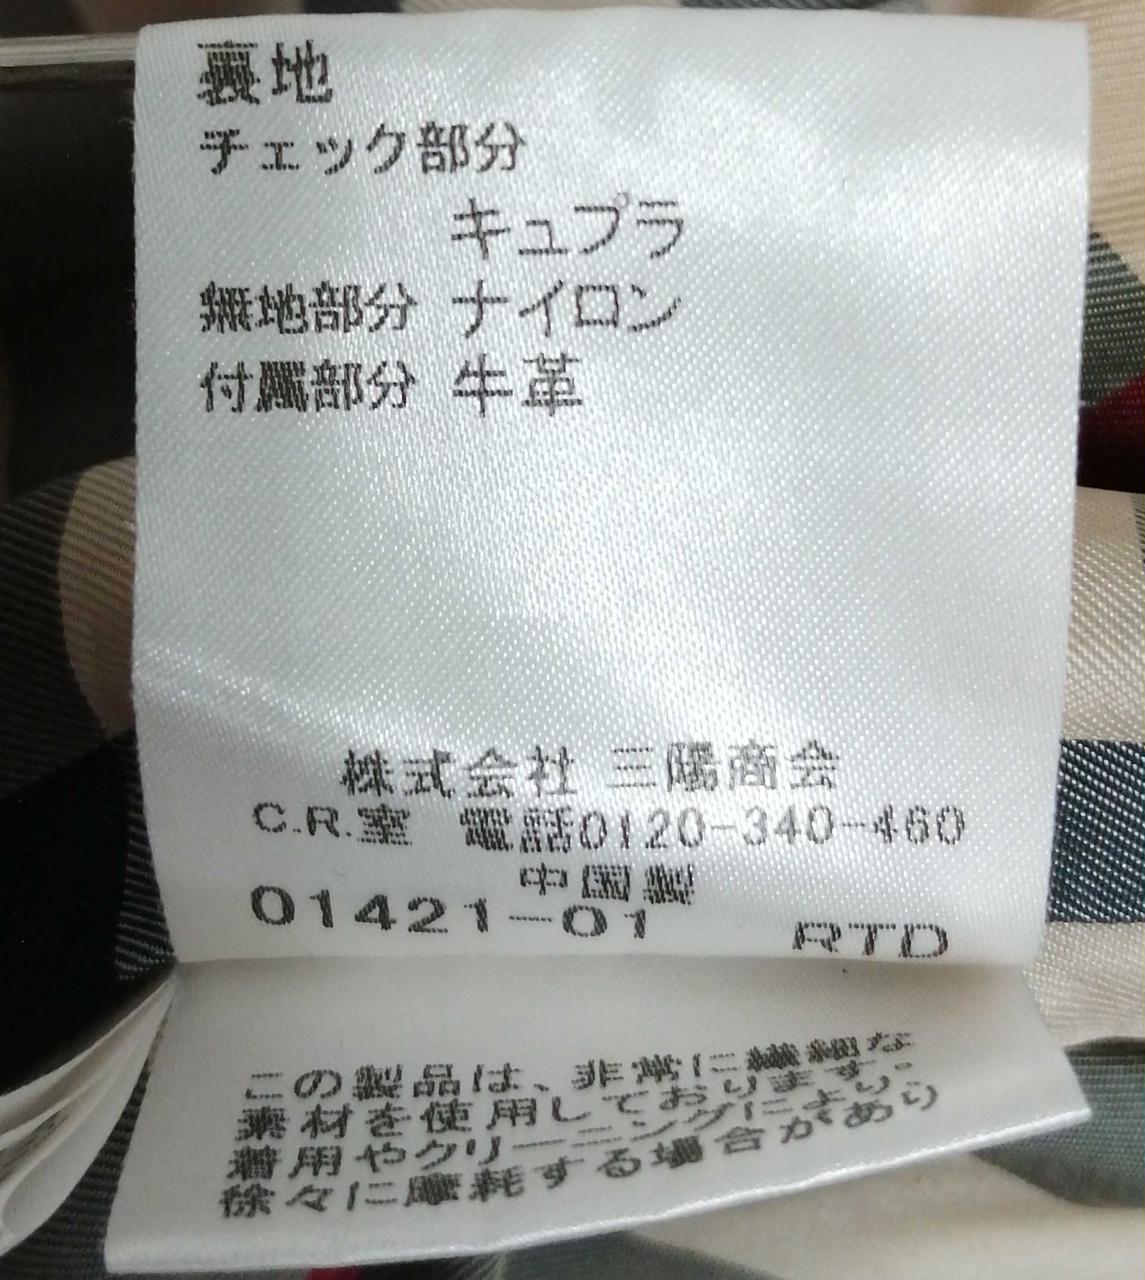 裏地
チェック部分
キュプラ
無地部分 ナイロン
付属部分 牛革
株式会社 三陽商会
C.R.室 電話0120-340-460
中国製
01421-01 RTD
この製品は、非常に繊細な
素材を使用しております。
着用やクリーニングにより、
徐々に摩耗する場合があり